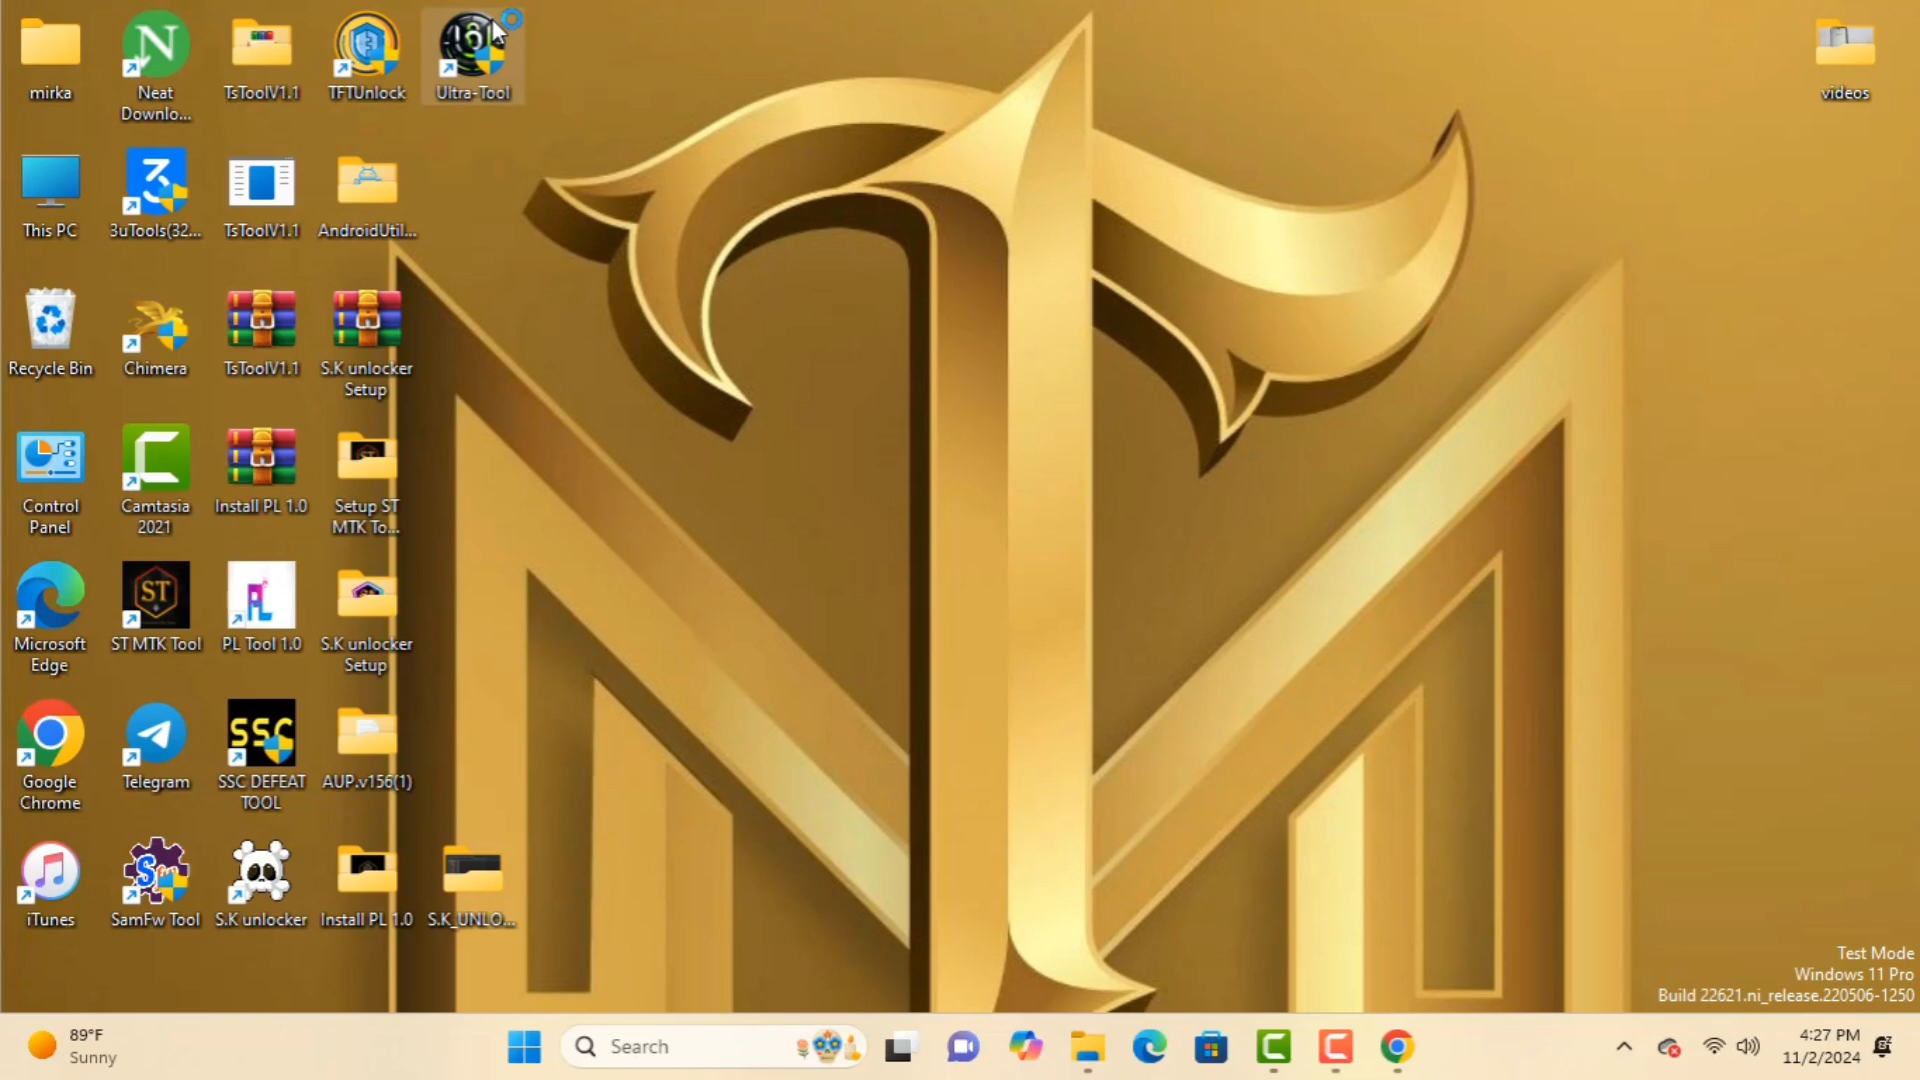 mirka
Neat
Downlo...
TsToolV1.1
TFTUnlock
Ultra-Tool
videos
This PC
3uTools(32...
TsToolV1.1
AndroidUtil...
Recycle Bin
Chimera
TsToolV1.1
S.K unlocker
Setup
Control
Panel
Camtasia
2021
Install PL 1.0
Setup ST
MTK To...
Microsoft
Edge
ST
ST MTK Tool
PL
PL Tool 1.0
S.K unlocker
Setup
Google
Chrome
Telegram
SSC
SSC DEFEAT
TOOL
AUP.v156(1)
iTunes
SamFw Tool
S.K unlocker
Install PL 1.0
S.K_UNLO...
Test Mode
Windows 11 Pro
Build 22621.ni_release.220506-1250
89°F
Sunny
Search
4:27 PM
11/2/2024